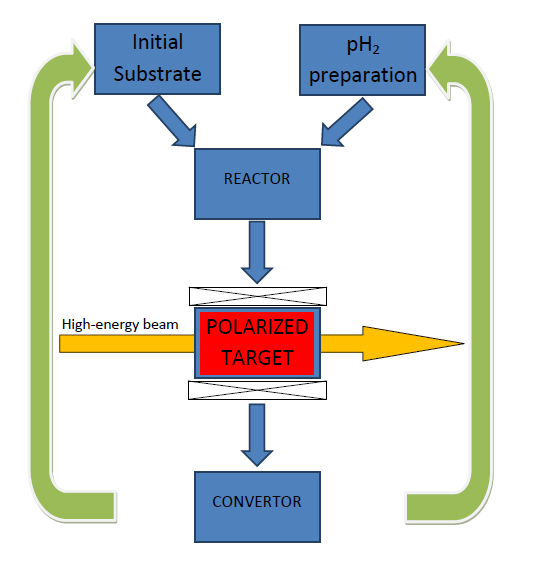 Initial
Substrate
pH₂
preparation
REACTOR
High-energy beam
POLARIZED
TARGET
CONVERTOR